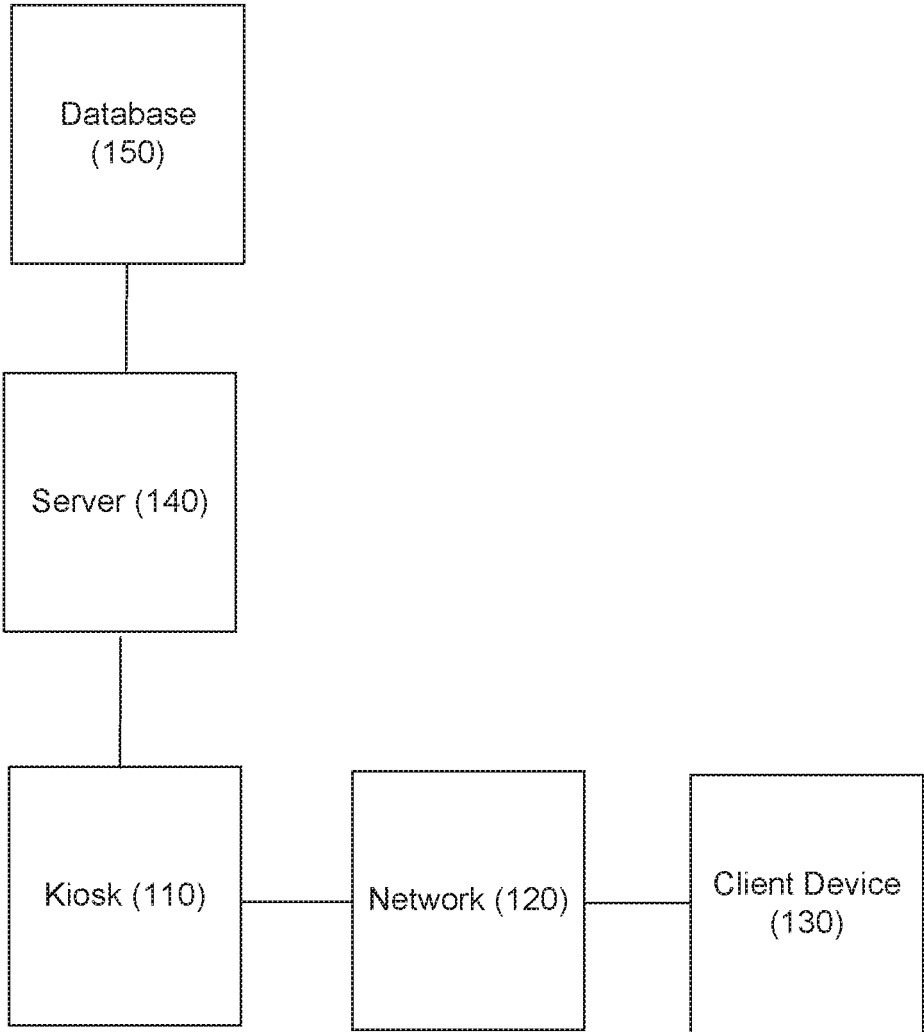 Database
(150)
Server (140)
Kiosk (110)
Network (120)
Client Device
(130)